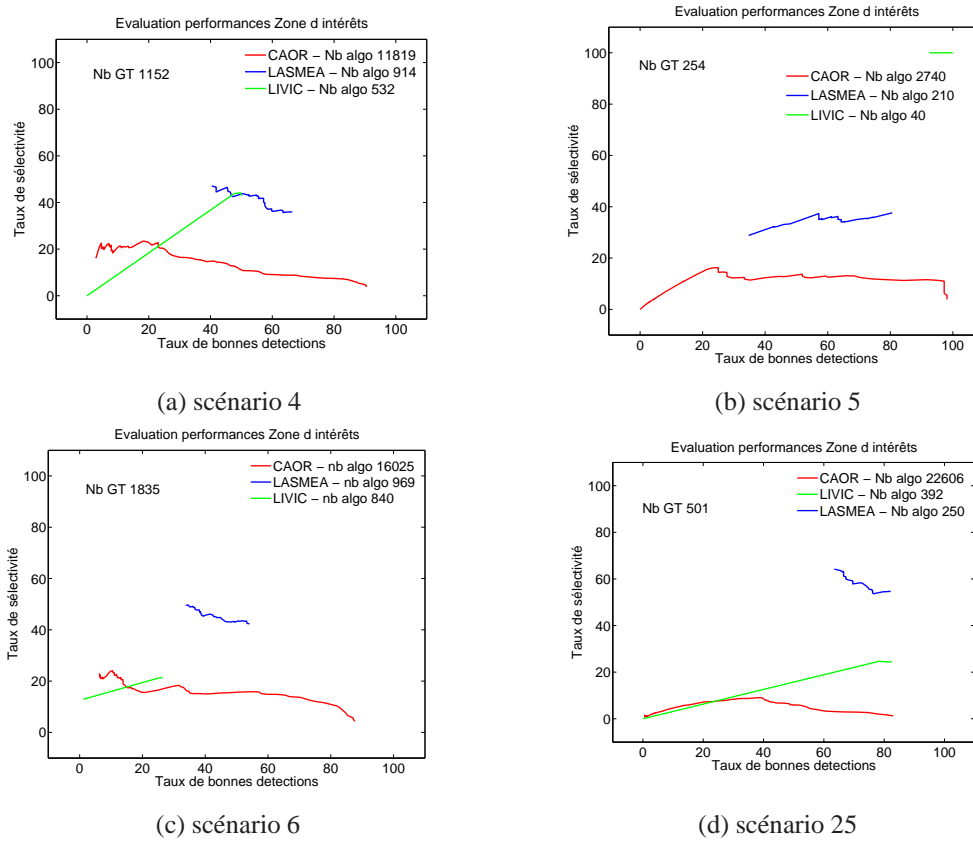 Evaluation performances Zone d intérêts
Taux de sélectivité
100
80
60
40
20
0
Nb GT 1152
CAOR – Nb algo 11819
LASMEA – Nb algo 914
LIVIC – Nb algo 532
0 20 40 60 80 100
Taux de bonnes detections
(a) scénario 4
Evaluation performances Zone d intérêts
Taux de sélectivité
100
80
60
40
20
0
Nb GT 254
CAOR – Nb algo 2740
LASMEA – Nb algo 210
LIVIC – Nb algo 40
0 20 40 60 80 100
Taux de bonnes detections
(b) scénario 5
Evaluation performances Zone d intérêts
Taux de sélectivité
100
80
60
40
20
0
Nb GT 1835
CAOR – nb algo 16025
LASMEA – nb algo 969
LIVIC – nb algo 840
0 20 40 60 80 100
Taux de bonnes detections
(c) scénario 6
Evaluation performances Zone d intérêts
Taux de sélectivité
100
80
60
40
20
0
Nb GT 501
CAOR – Nb algo 22606
LIVIC – Nb algo 392
LASMEA – Nb algo 250
0 20 40 60 80 100
Taux de bonnes detections
(d) scénario 25